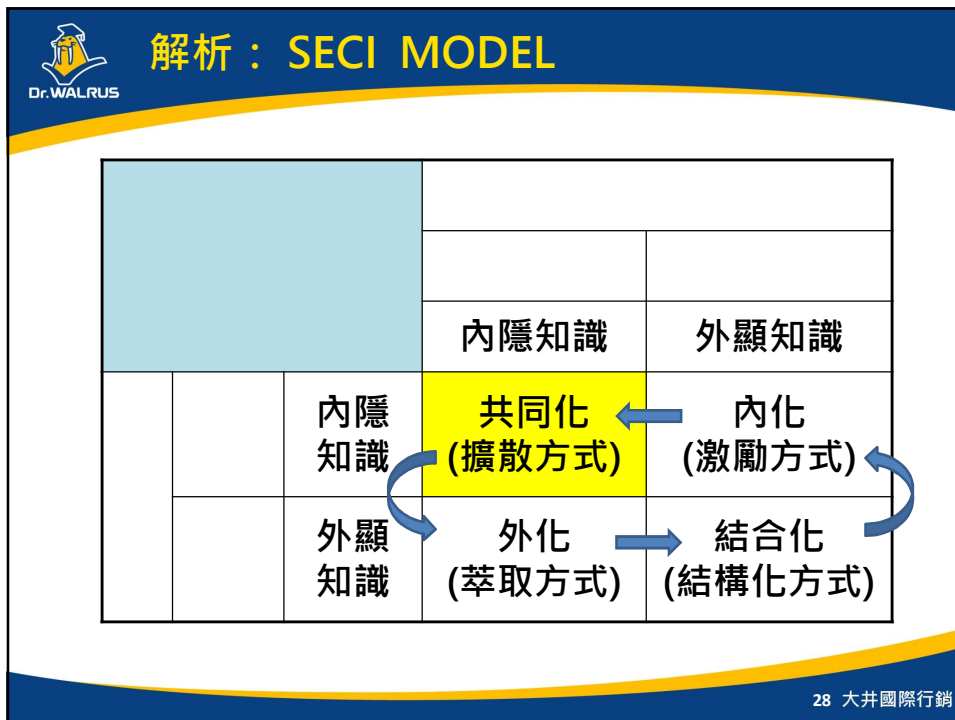 Dr.WALRUS
解析： SECI MODEL
內隱知識
外顯知識
內隱
知識
共同化
(擴散方式)
內化
(激勵方式)
外顯
知識
外化
(萃取方式)
結合化
(結構化方式)
28 大井國際行銷